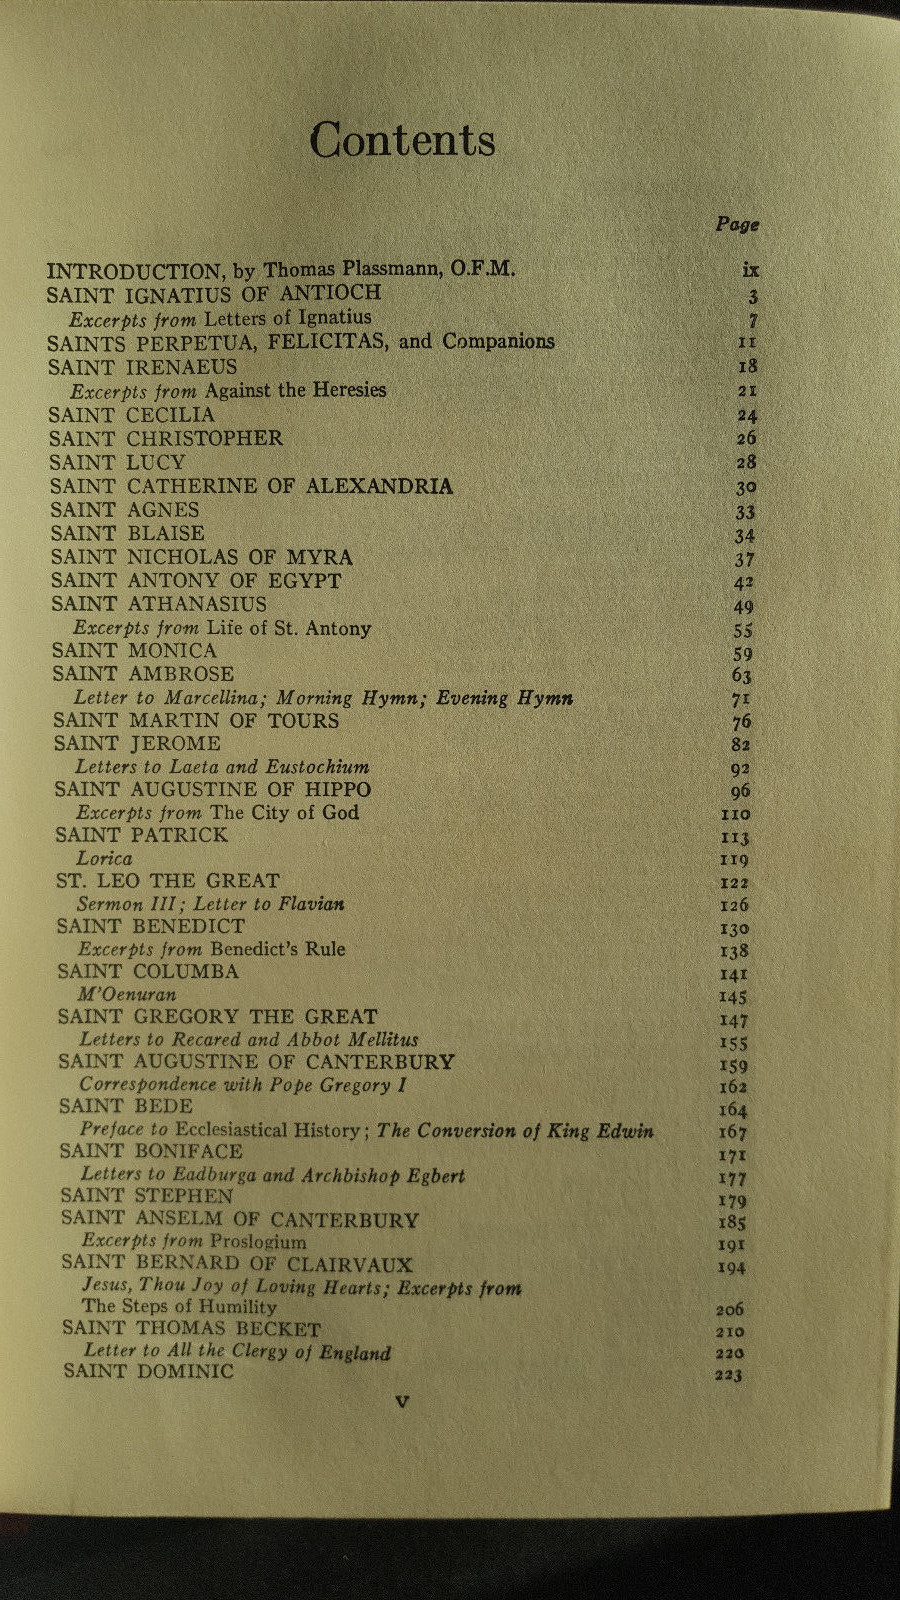 Contents
Page
INTRODUCTION, by Thomas Plassmann, O.F.M. ix
SAINT IGNATIUS OF ANTIOCH 3
Excerpts from Letters of Ignatius 7
SAINTS PERPETUA, FELICITAS, and Companions 11
SAINT IRENAEUS 18
Excerpts from Against the Heresies 21
SAINT CECILIA 24
SAINT CHRISTOPHER 26
SAINT LUCY 28
SAINT CATHERINE OF ALEXANDRIA 30
SAINT AGNES 33
SAINT BLAISE 34
SAINT NICHOLAS OF MYRA 37
SAINT ANTONY OF EGYPT 42
SAINT ATHANASIUS 49
Excerpts from Life of St. Antony 55
SAINT MONICA 59
SAINT AMBROSE 63
Letter to Marcellina; Morning Hymn; Evening Hymn 71
SAINT MARTIN OF TOURS 76
SAINT JEROME 82
Letters to Laeta and Eustochium 92
SAINT AUGUSTINE OF HIPPO 96
Excerpts from The City of God 110
SAINT PATRICK 113
Lorica 119
ST. LEO THE GREAT 122
Sermon III; Letter to Flavian 126
SAINT BENEDICT 130
Excerpts from Benedict's Rule 138
SAINT COLUMBA 141
M'Oenuran 145
SAINT GREGORY THE GREAT 147
Letters to Recared and Abbot Mellitus 155
SAINT AUGUSTINE OF CANTERBURY 159
Correspondence with Pope Gregory I 162
SAINT BEDE 164
Preface to Ecclesiastical History; The Conversion of King Edwin 167
SAINT BONIFACE 171
Letters to Eadburga and Archbishop Egbert 177
SAINT STEPHEN 179
SAINT ANSELM OF CANTERBURY 185
Excerpts from Proslogium 191
SAINT BERNARD OF CLAIRVAUX 194
Jesus, Thou Joy of Loving Hearts; Excerpts from
The Steps of Humility 206
SAINT THOMAS BECKET 210
Letter to All the Clergy of England 220
SAINT DOMINIC 223
v